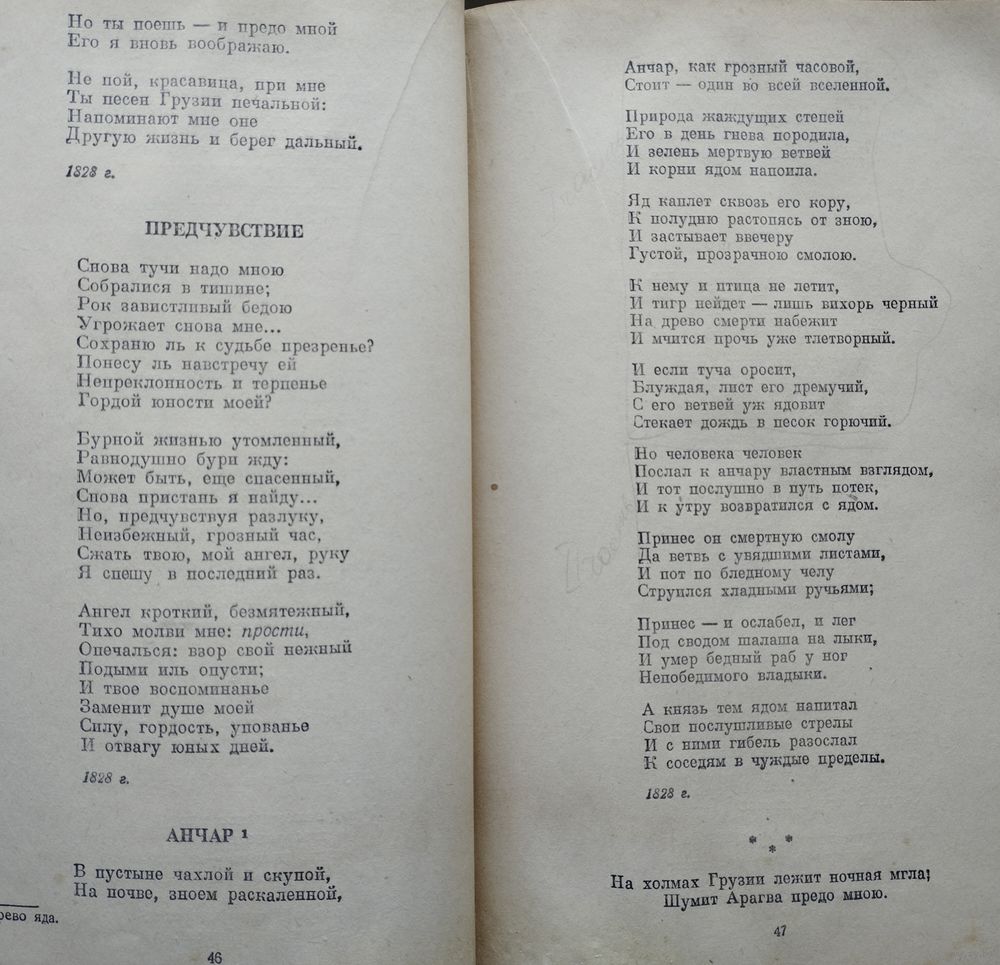 Но ты поешь — и предо мной
Его я вновь воображаю.
Не пой, красавица, при мне
Ты песен Грузии печальной:
Напоминают мне оне
Другую жизнь и берег дальный.
1828 г.
ПРЕДЧУВСТВИЕ
Снова тучи надо мною
Собралися в тишине;
Рок завистливый бедою
Угрожает снова мне...
Сохраню ль к судьбе презренье?
Понесу ль навстречу ей
Непреклонность и терпенье
Гордой юности моей?
Бурной жизнью утомленный,
Равнодушно бури жду:
Может быть, еще спасенный,
Снова пристань я найду...
Но, предчувствуя разлуку,
Неизбежный, грозный час,
Сжать твою, мой ангел, руку
Я спешу в последний раз.
Ангел кроткий, безмятежный,
Тихо молви мне: прости,
Опечалься: взор свой нежный
Подыми иль опусти;
И твое воспоминанье
Заменит душе моей
Силу, гордость, упованье
И отвагу юных дней.
1828 г.
АНЧАР 1
В пустыне чахлой и скупой,
На почве, зноем раскаленной,
рево яда.
46
Анчар, как грозный часовой,
Стоит — один во всей вселенной.
Природа жаждущих степей
Его в день гнева породила,
И зелень мертвую ветвей
И корни ядом напоила.
Яд каплет сквозь его кору,
К полудню растопясь от зною,
И застывает ввечеру
Густой, прозрачною смолою.
К нему и птица не летит,
И тигр нейдет — лишь вихорь черный
На древо смерти набежит
И мчится прочь уже тлетворный.
И если туча оросит,
Блуждая, лист его дремучий,
С его ветвей уж ядовит
Стекает дождь в песок горючий.
Но человека человек
Послал к анчару властным взглядом,
И тот послушно в путь потек,
И к утру возвратился с ядом.
Принес он смертную смолу
Да ветвь с увядшими листами,
И пот по бледному челу
Струился хладными ручьями;
Принес — и ослабел, и лег
Под сводом шалаша на лыки,
И умер бедный раб у ног
Непобедимого владыки.
А князь тем ядом напитал
Свои послушливые стрелы
И с ними гибель разослал
К соседям в чуждые пределы.
1828 г.
* * *
На холмах Грузии лежит ночная мгла;
Шумит Арагва предо мною.
47